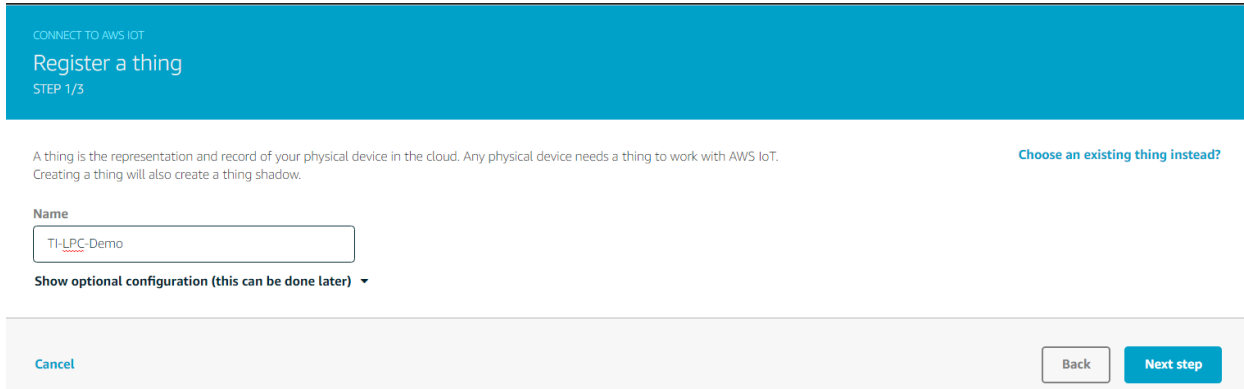 CONNECT TO AWS IOT
Register a thing
STEP 1/3
A thing is the representation and record of your physical device in the cloud. Any physical device needs a thing to work with AWS IoT.
Creating a thing will also create a thing shadow.
Choose an existing thing instead?
Name
TI-LPC-Demo
Show optional configuration (this can be done later)
Cancel
Back
Next step